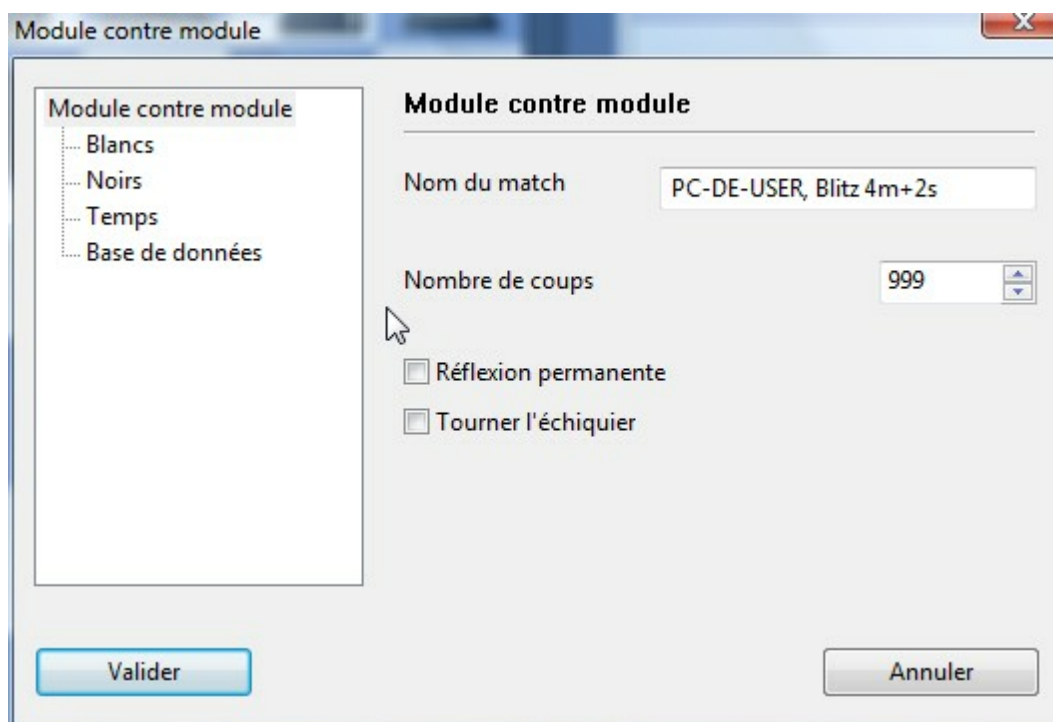 Module contre module
Module contre module
Blancs
Noirs
Temps
Base de données
Module contre module
Nom du match
PC-DE-USER, Blitz 4m+2s
Nombre de coups
999
Réflexion permanente
Tourner l'échiquier
Valider
Annuler